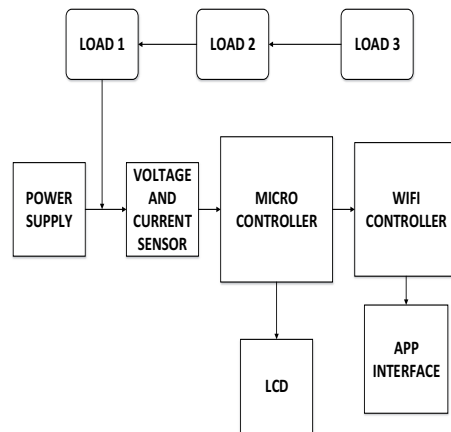 LOAD 1
LOAD 2
LOAD 3
POWER
SUPPLY
VOLTAGE
AND
CURRENT
SENSOR
MICRO
CONTROLLER
WIFI
CONTROLLER
LCD
APP
INTERFACE